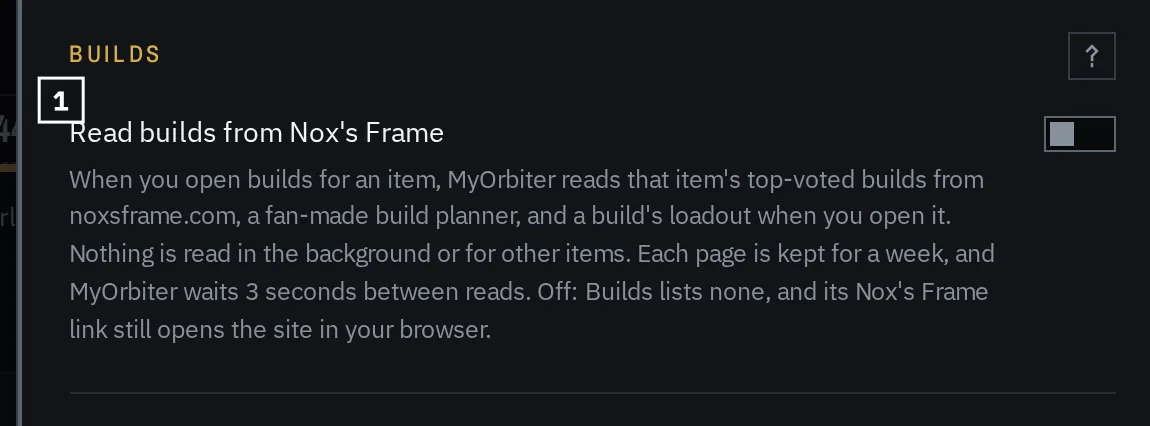 BUILDS
?
1
Read builds from Nox's Frame
When you open builds for an item, MyOrbiter reads that item's top-voted builds from
noxsframe.com, a fan-made build planner, and a build's loadout when you open it.
Nothing is read in the background or for other items. Each page is kept for a week, and
MyOrbiter waits 3 seconds between reads. Off: Builds lists none, and its Nox's Frame
link still opens the site in your browser.